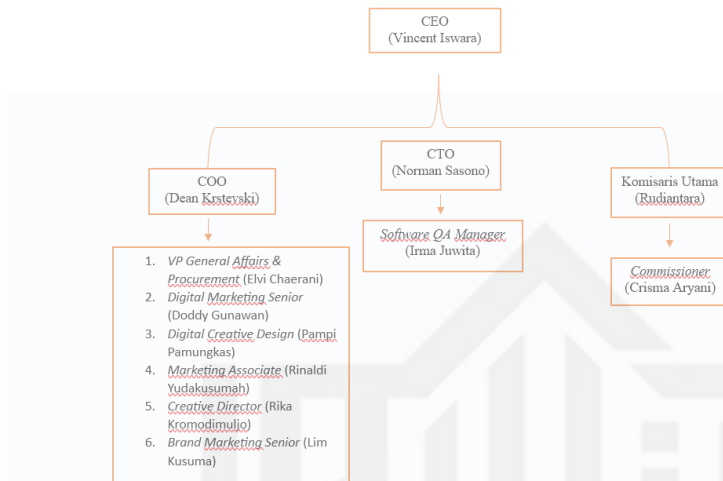 CEO
(Vincent Iswara)
COO
(Dean Krstevski)
CTO
(Norman Sasono)
Komisaris Utama
(Rudiantara)
Software QA Manager
(Irma Juwita)
Commissioner
(Crisma Aryani)
1. VP General Affairs &
Procurement (Elvi Chaerani)
2. Digital Marketing Senior
(Doddy Gunawan)
3. Digital Creative Design (Pampi
Pamungkas)
4. Marketing Associate (Rinaldi
Yudakusumah)
5. Creative Director (Rika
Kromodimuljo)
6. Brand Marketing Senior (Lim
Kusuma)